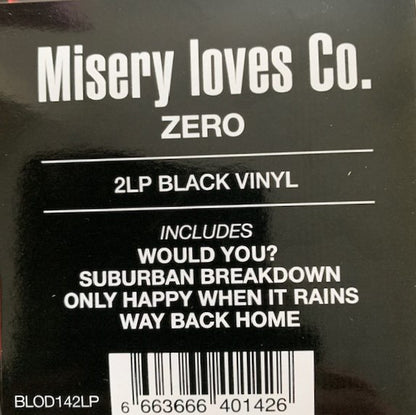 Misery loves Co.
ZERO
2LP BLACK VINYL
INCLUDES
WOULD YOU?
SUBURBAN BREAKDOWN
ONLY HAPPY WHEN IT RAINS
WAY BACK HOME
BLOD142LP
6 663666 401426